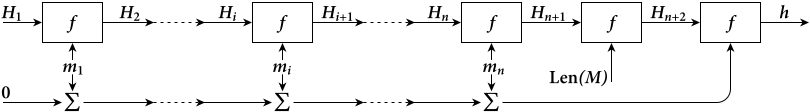 H₁ f H₂ Hᵢ f Hᵢ₊₁ Hₙ f Hₙ₊₁ f Hₙ₊₂ f h
m₁ mᵢ mₙ Len(M)
0 Σ Σ Σ